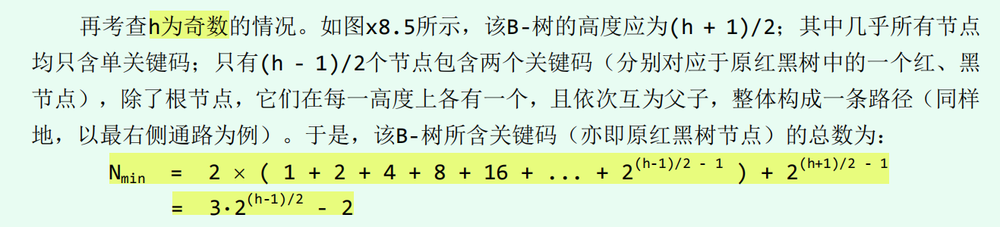 再考查h为奇数的情况。如图x8.5所示，该B-树的高度应为(h + 1)/2；其中几乎所有节点
均只含单关键码；只有(h - 1)/2个节点包含两个关键码（分别对应于原红黑树中的一个红、黑
节点），除了根节点，它们在每一高度上各有一个，且依次互为父子，整体构成一条路径（同样
地，以最右侧通路为例）。于是，该B-树所含关键码（亦即原红黑树节点）的总数为：
Nmin = 2 × ( 1 + 2 + 4 + 8 + 16 + ... + 2^(h-1)/2 - 1 ) + 2^(h+1)/2 - 1
= 3·2^(h-1)/2 - 2